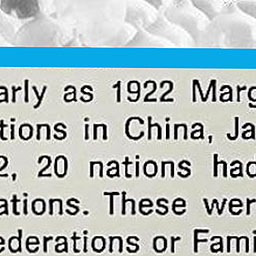 arly as 1922 Marg
tions in China, Ja
2, 20 nations had
ations. These wer
ederations or Fami